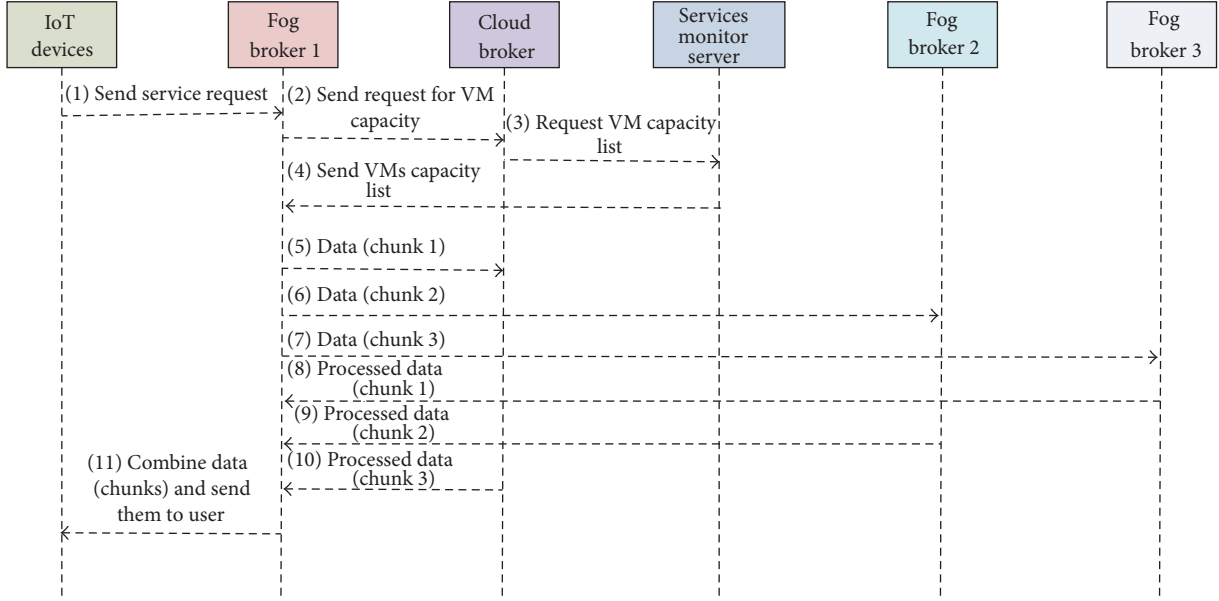 IoT
devices
Fog
broker 1
Cloud
broker
Services
monitor
server
Fog
broker 2
Fog
broker 3
(1) Send service request
(2) Send request for VM
capacity
(3) Request VM capacity
list
(4) Send VMs capacity
list
(5) Data (chunk 1)
(6) Data (chunk 2)
(7) Data (chunk 3)
(8) Processed data
(chunk 1)
(9) Processed data
(chunk 2)
(10) Processed data
(chunk 3)
(11) Combine data
(chunks) and send
them to user